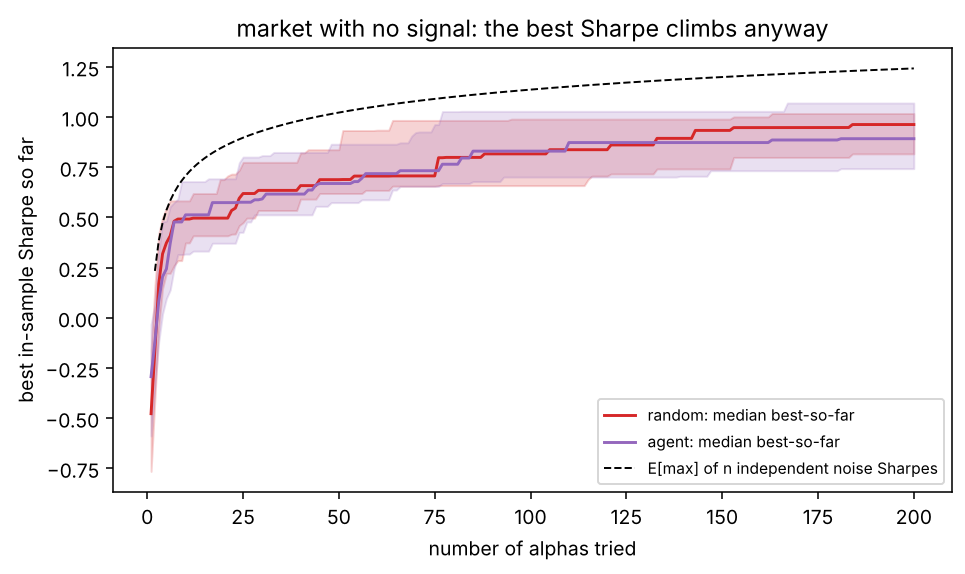 market with no signal: the best Sharpe climbs anyway
best in-sample Sharpe so far
1.25
1.00
0.75
0.50
0.25
0.00
−0.25
−0.50
−0.75
random: median best-so-far
agent: median best-so-far
E[max] of n independent noise Sharpes
0 25 50 75 100 125 150 175 200
number of alphas tried